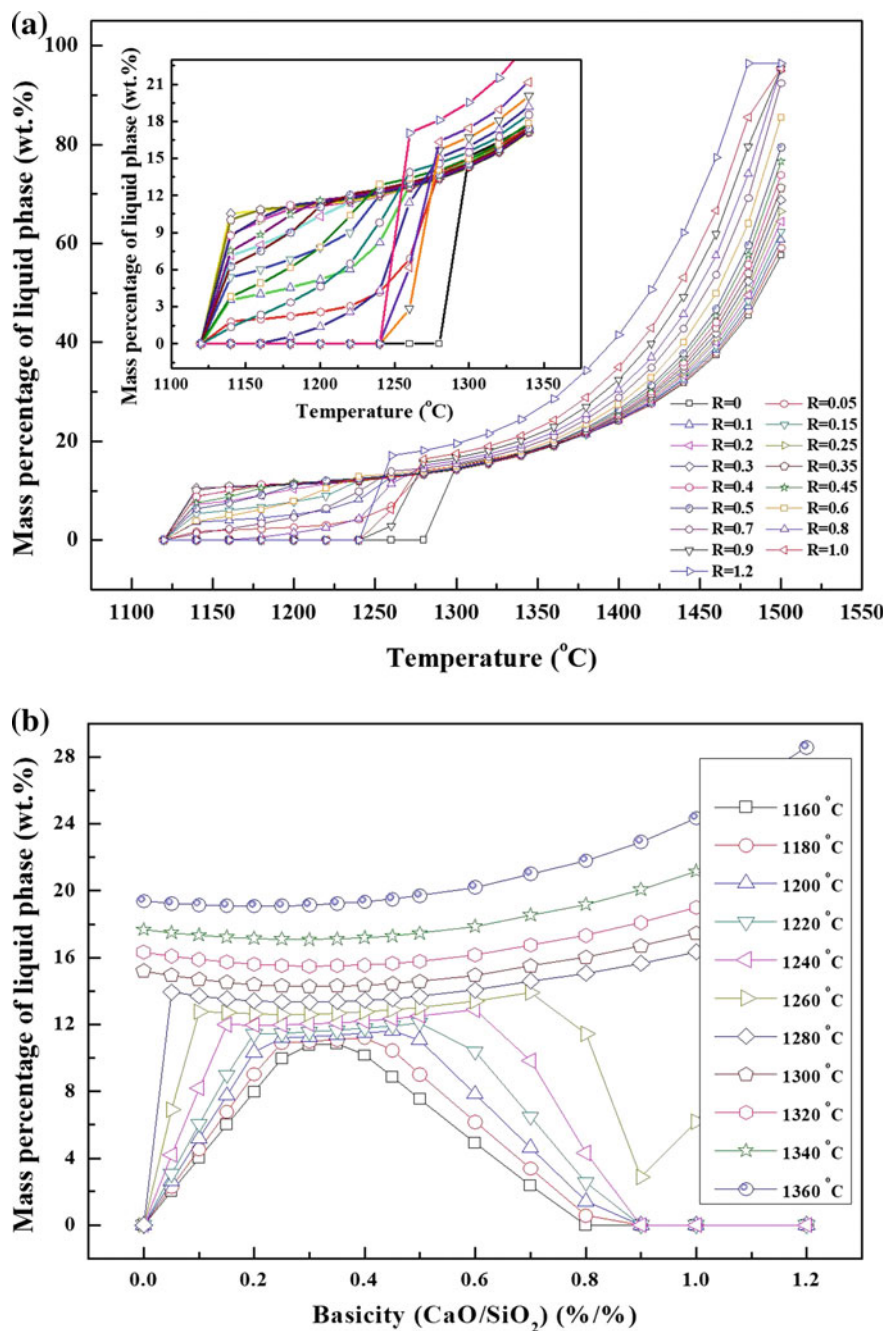 (a)
Mass percentage of liquid phase (wt.%)
100
80
60
40
20
0
1100 1150 1200 1250 1300 1350 1400 1450 1500 1550
Temperature (°C)
Mass percentage of liquid phase (wt.%)
21
18
15
12
9
6
3
0
1100 1150 1200 1250 1300 1350
Temperature (°C)
R=0 R=0.05
R=0.1 R=0.15
R=0.2 R=0.25
R=0.3 R=0.35
R=0.4 R=0.45
R=0.5 R=0.6
R=0.7 R=0.8
R=0.9 R=1.0
R=1.2
(b)
Mass percentage of liquid phase (wt.%)
28
24
20
16
12
8
4
0
0.0 0.2 0.4 0.6 0.8 1.0 1.2
Basicity (CaO/SiO₂) (%/%)
1160 °C
1180 °C
1200 °C
1220 °C
1240 °C
1260 °C
1280 °C
1300 °C
1320 °C
1340 °C
1360 °C